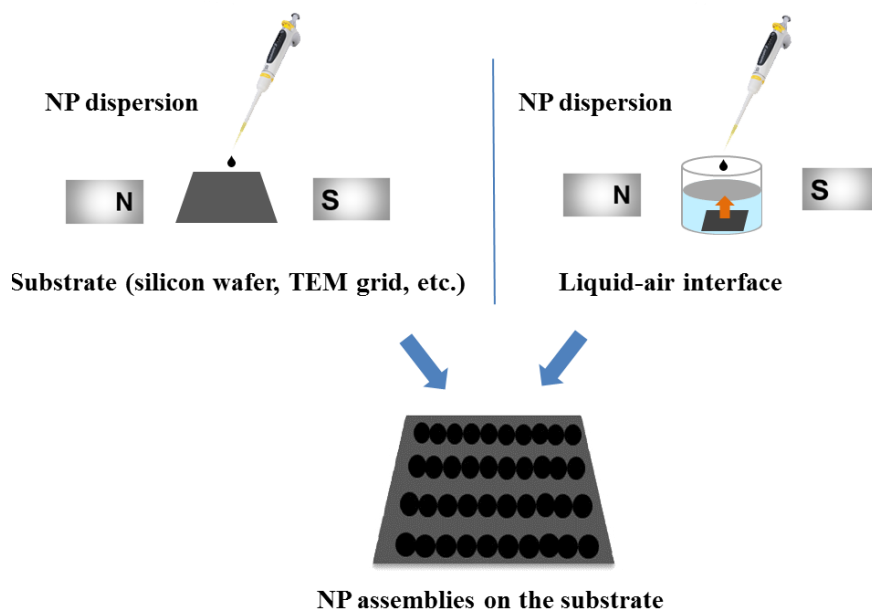 NP dispersion
N
S
Substrate (silicon wafer, TEM grid, etc.)
NP dispersion
N
S
Liquid-air interface
NP assemblies on the substrate